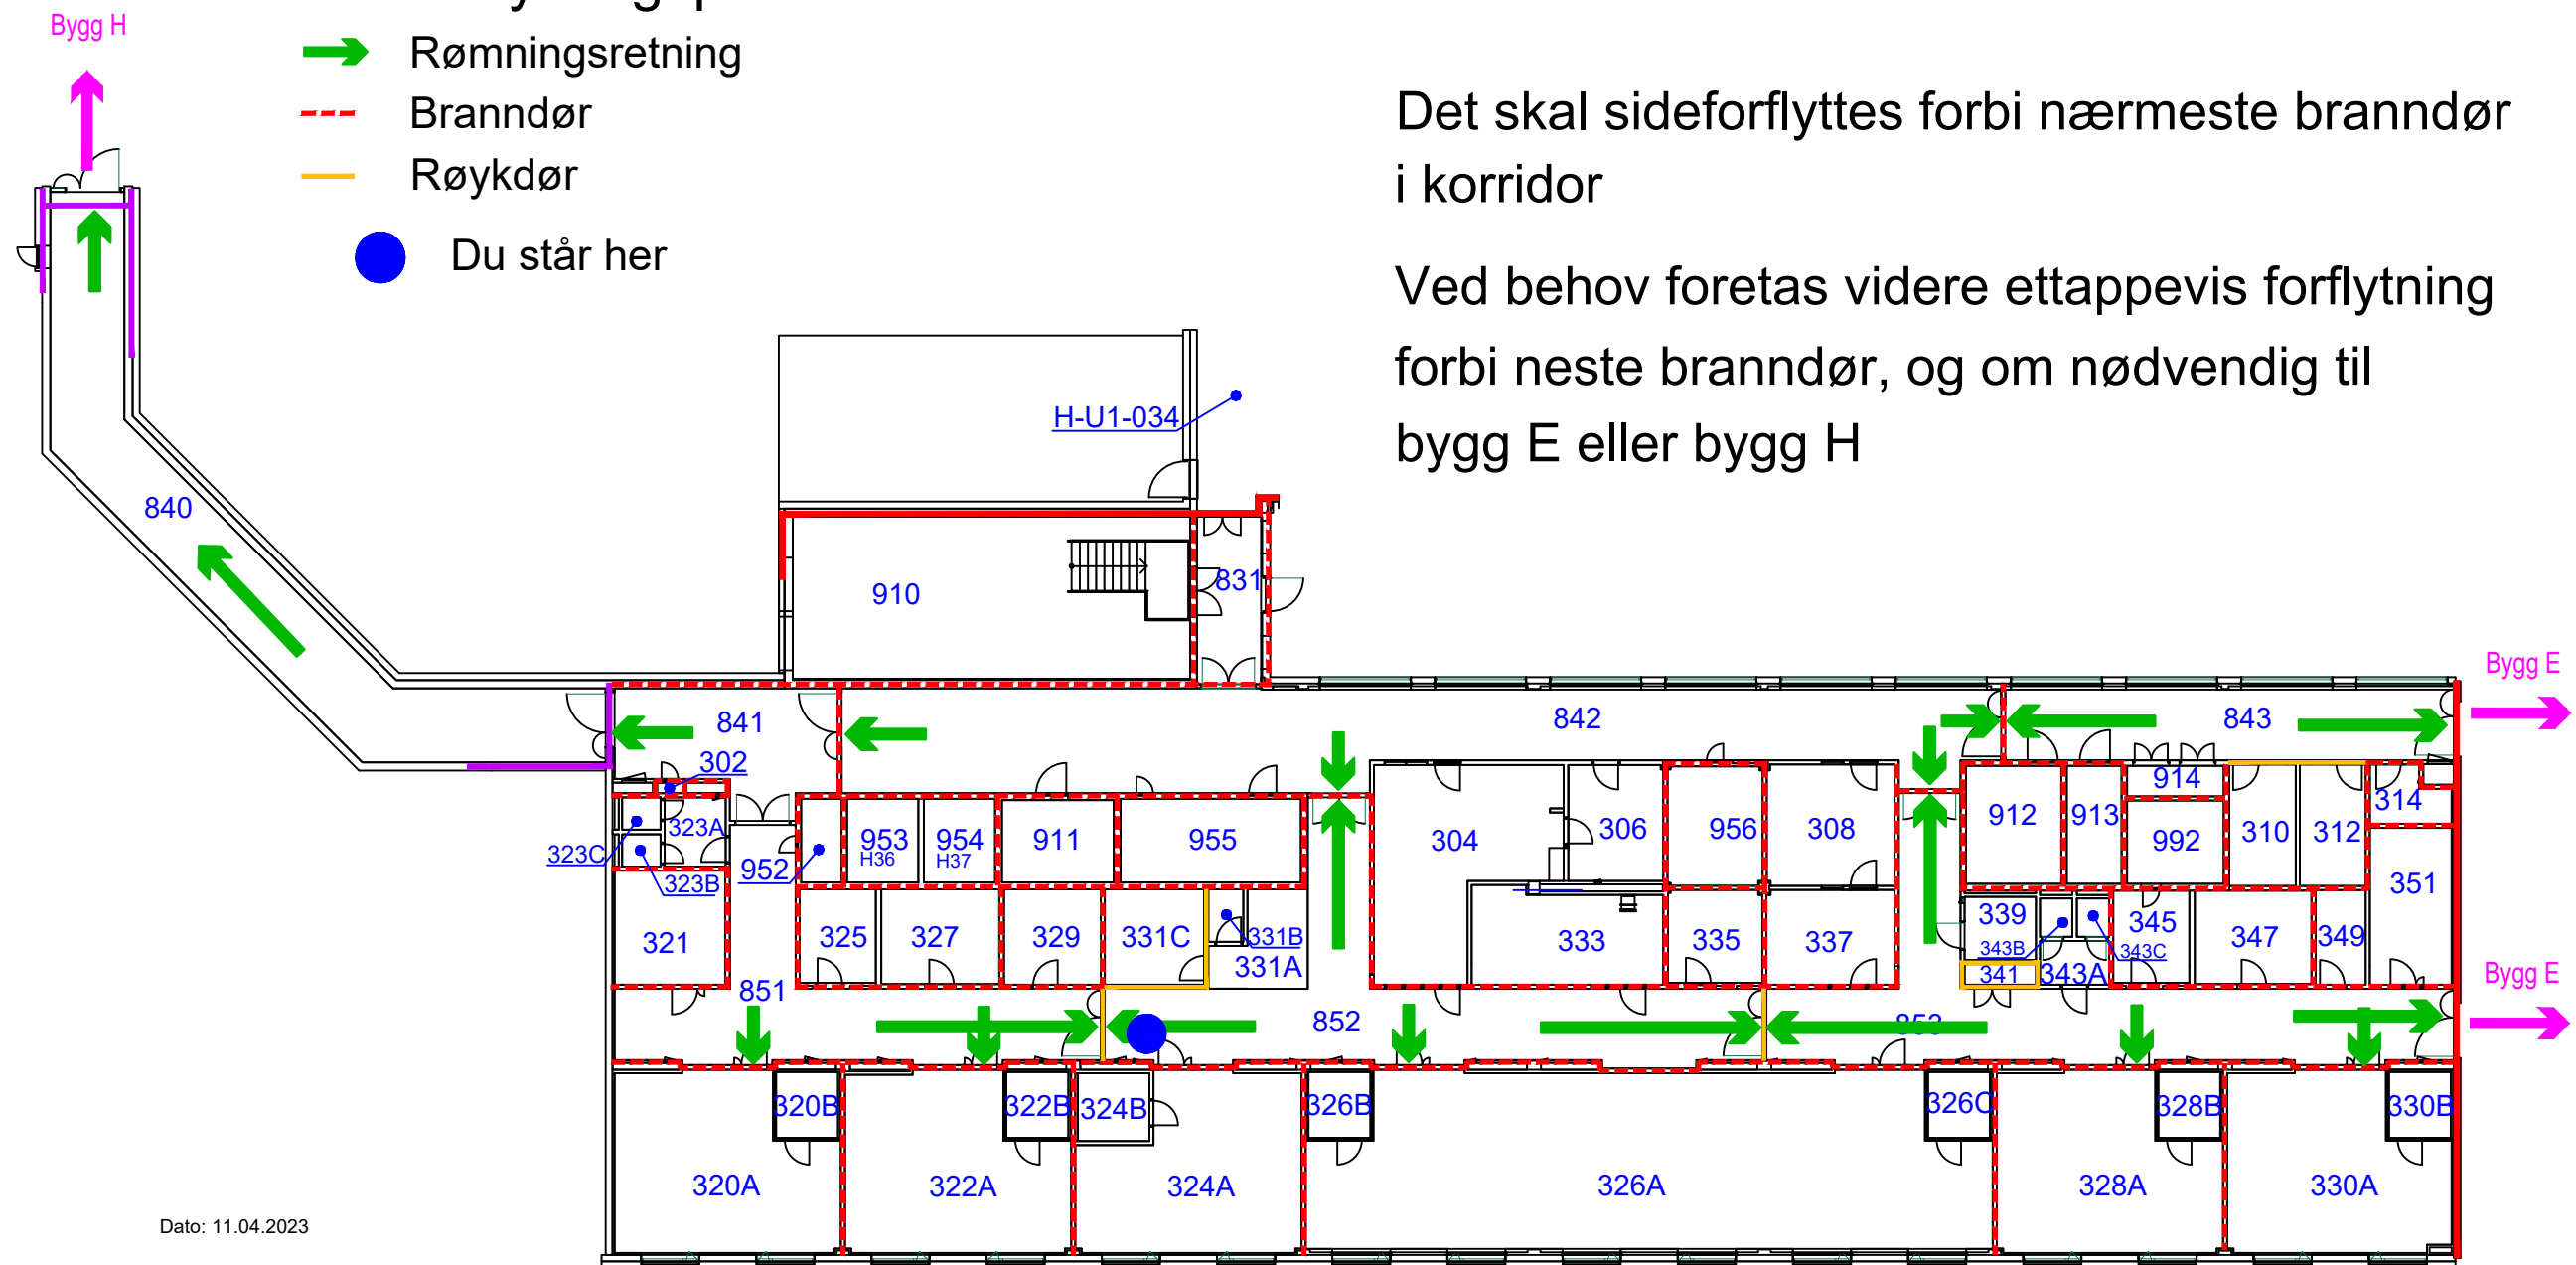 Bygg H
Rømningsretning
Branndør
Røykdør
Du står her
Det skal sideforflyttes forbi nærmeste branndør
i korridor
Ved behov foretas videre ettappevis forflytning
forbi neste branndør, og om nødvendig til
bygg E eller bygg H
H-U1-034
840
910
831
Bygg E
841
842
843
302
914
314
323A
953
H36
954
H37
911
955
304
306
956
308
912
913
992
310
312
323C
323B
952
351
321
325
327
329
331C
331B
331A
333
335
337
339
343B
341
343A
343C
345
347
349
851
852
853
Bygg E
320B
322B
324B
326B
326C
328B
330B
320A
322A
324A
326A
328A
330A
Dato: 11.04.2023